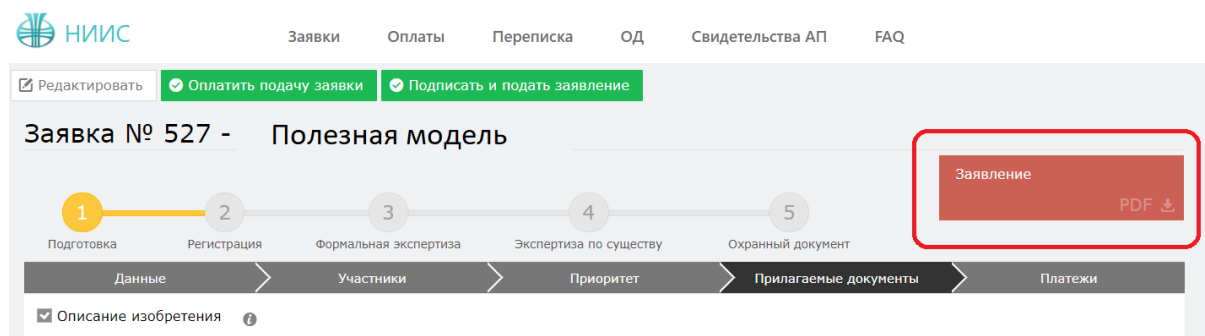 НИИС
Заявки Оплаты Переписка ОД Свидетельства АП FAQ
Редактировать Оплатить подачу заявки Подписать и подать заявление
Заявка № 527 - Полезная модель
Заявление
PDF
1 2 3 4 5
Подготовка Регистрация Формальная экспертиза Экспертиза по существу Охранный документ
Данные Участники Приоритет Прилагаемые документы Платежи
Описание изобретения i